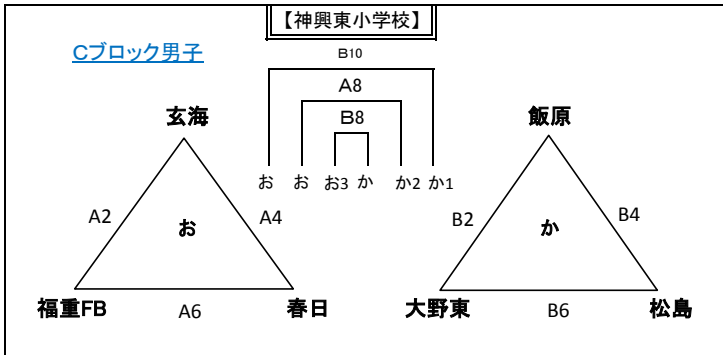 【神興東小学校】
Cブロック男子
B10
A8
B8
玄海
飯原
お お お3 か か2 か1
A2
お
A4
B2
か
B4
福重FB
A6
春日
大野東
B6
松島